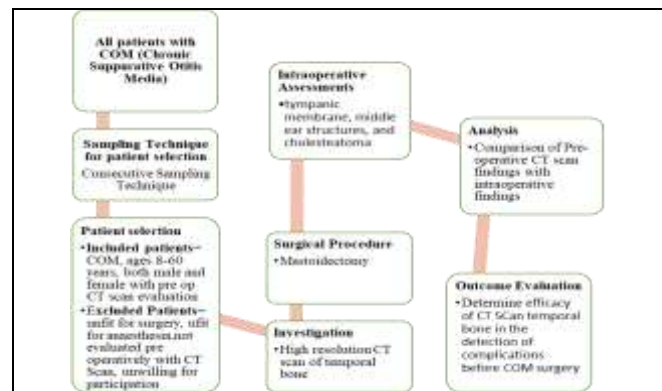 All patients with
COM (Chronic
Suppurative Otitis
Media)
Sampling Technique
for patient selection
Consecutive Sampling
Technique
Patient selection
•Included patients–
COM, ages 8-60
years, both male and
female with pre op
CT scan evaluation
•Excluded Patients–
unfit for surgery, ufit
for anaesthesia,not
evaluated pre
operatively with CT
Scan, unwilling for
participation
Investigation
•High resolution CT
scan of temporal
bone
Surgical Procedure
•Mastoidectomy
Intraoperative
Assessments
•tympanic
membrane, middle
ear structures, and
cholesteatoma
Analysis
•Comparison of Pre-
operative CT scan
findings with
intraoperative
findings
Outcome Evaluation
•Determine efficacy
of CT SCan temporal
bone in the
detection of
complications
before COM surgery